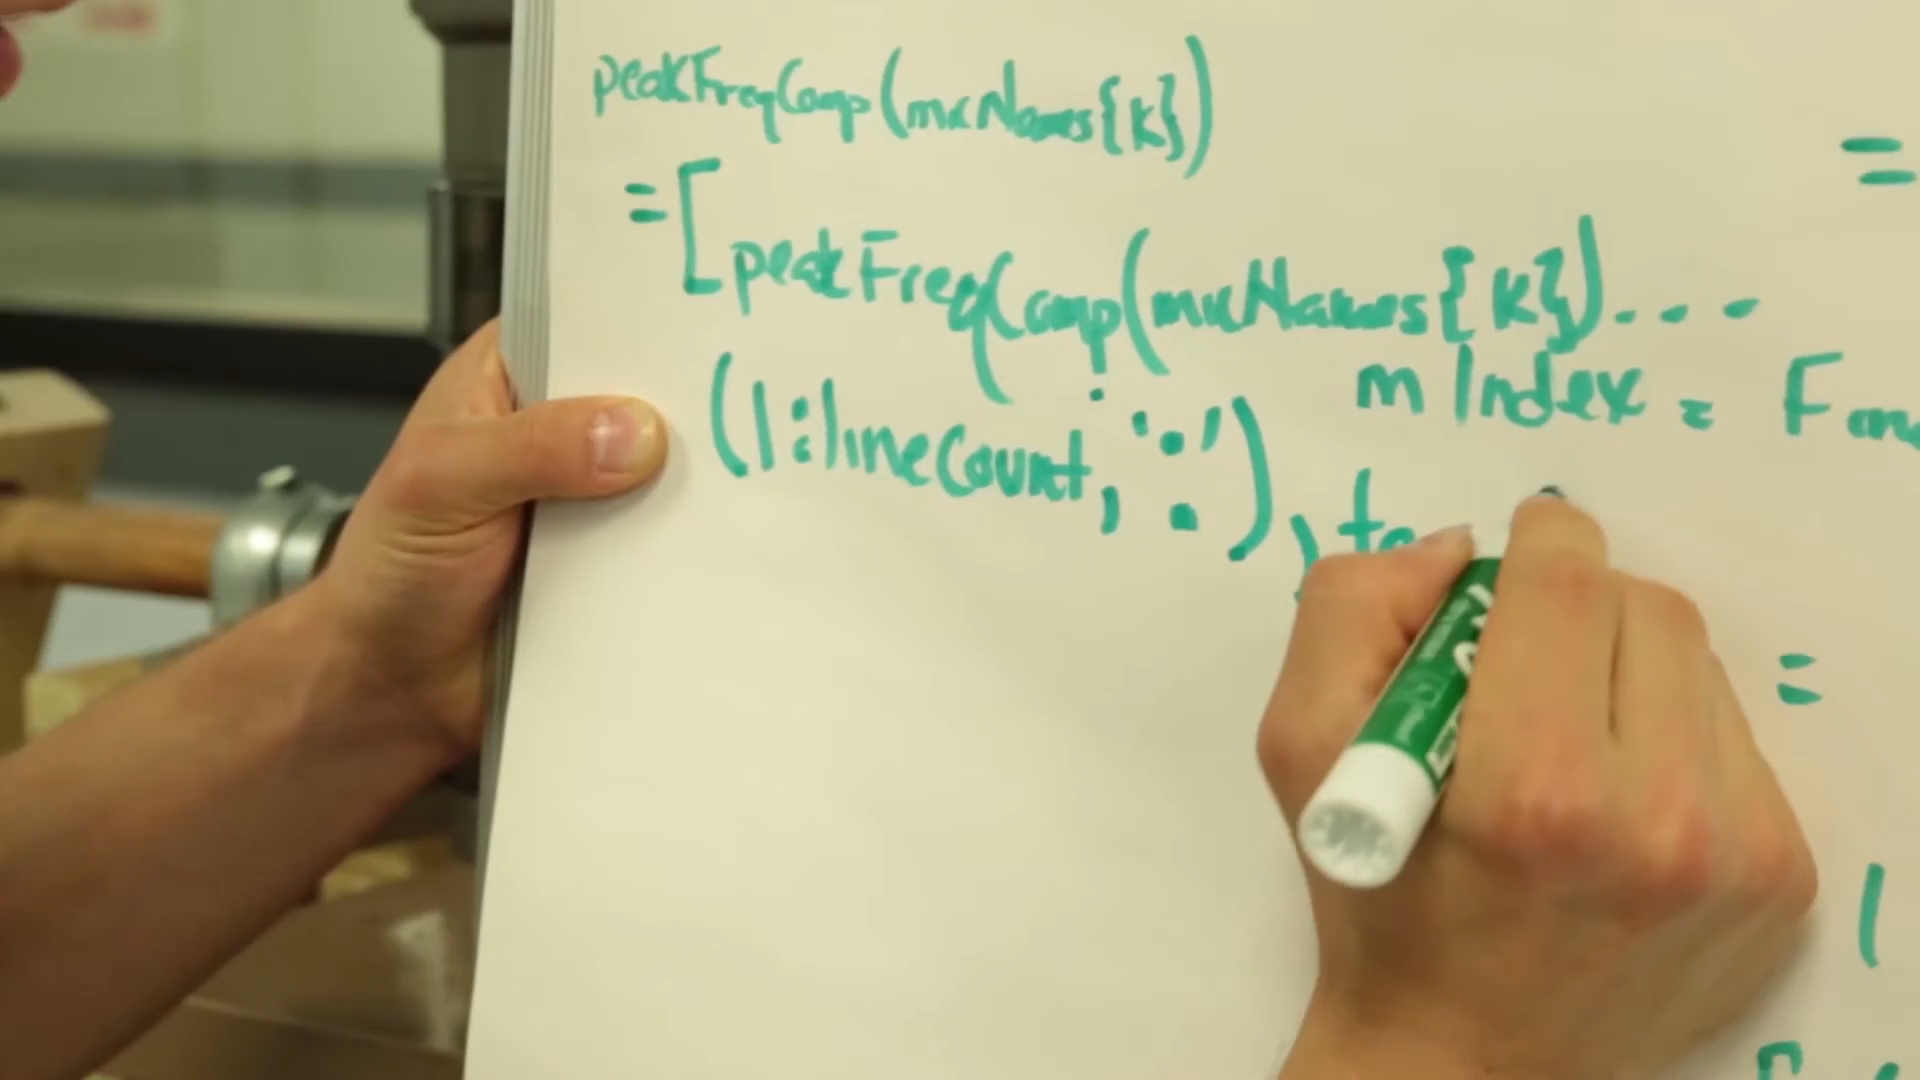 peakFreqComp(micNames{k})
=[peakFreqComp(micNames{k})...
mIndex =
(1:lineCount, ':'),
=
=